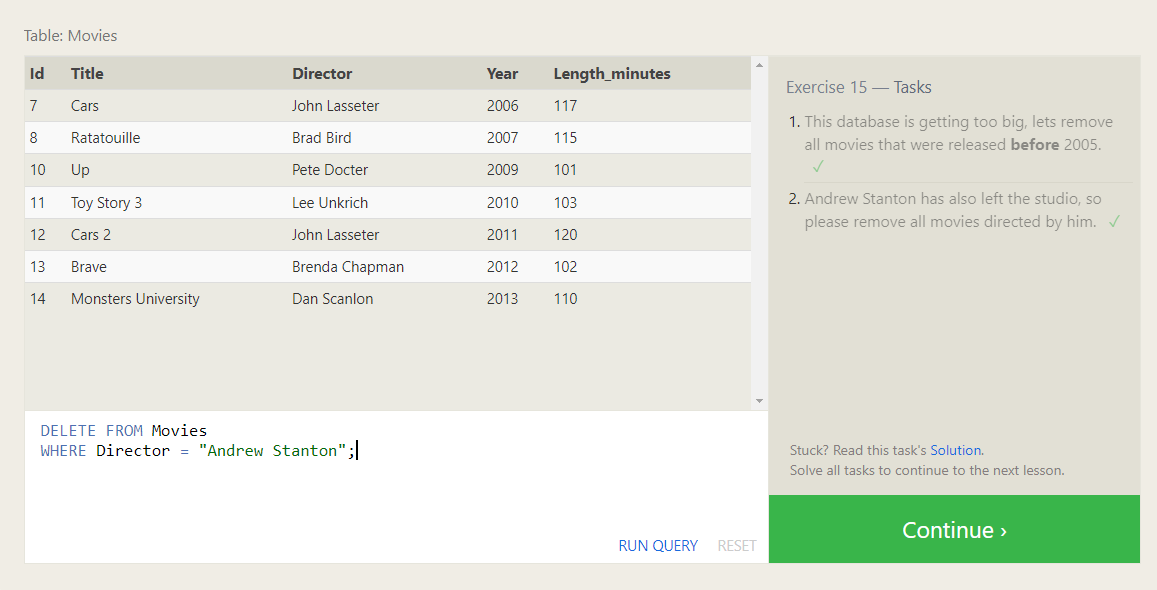 Table: Movies
Id Title Director Year Length_minutes
7 Cars John Lasseter 2006 117
8 Ratatouille Brad Bird 2007 115
10 Up Pete Docter 2009 101
11 Toy Story 3 Lee Unkrich 2010 103
12 Cars 2 John Lasseter 2011 120
13 Brave Brenda Chapman 2012 102
14 Monsters University Dan Scanlon 2013 110
DELETE FROM Movies
WHERE Director = "Andrew Stanton";
RUN QUERY RESET
Exercise 15 — Tasks
1. This database is getting too big, lets remove
all movies that were released before 2005.
✓
2. Andrew Stanton has also left the studio, so
please remove all movies directed by him. ✓
Stuck? Read this task's Solution.
Solve all tasks to continue to the next lesson.
Continue ›